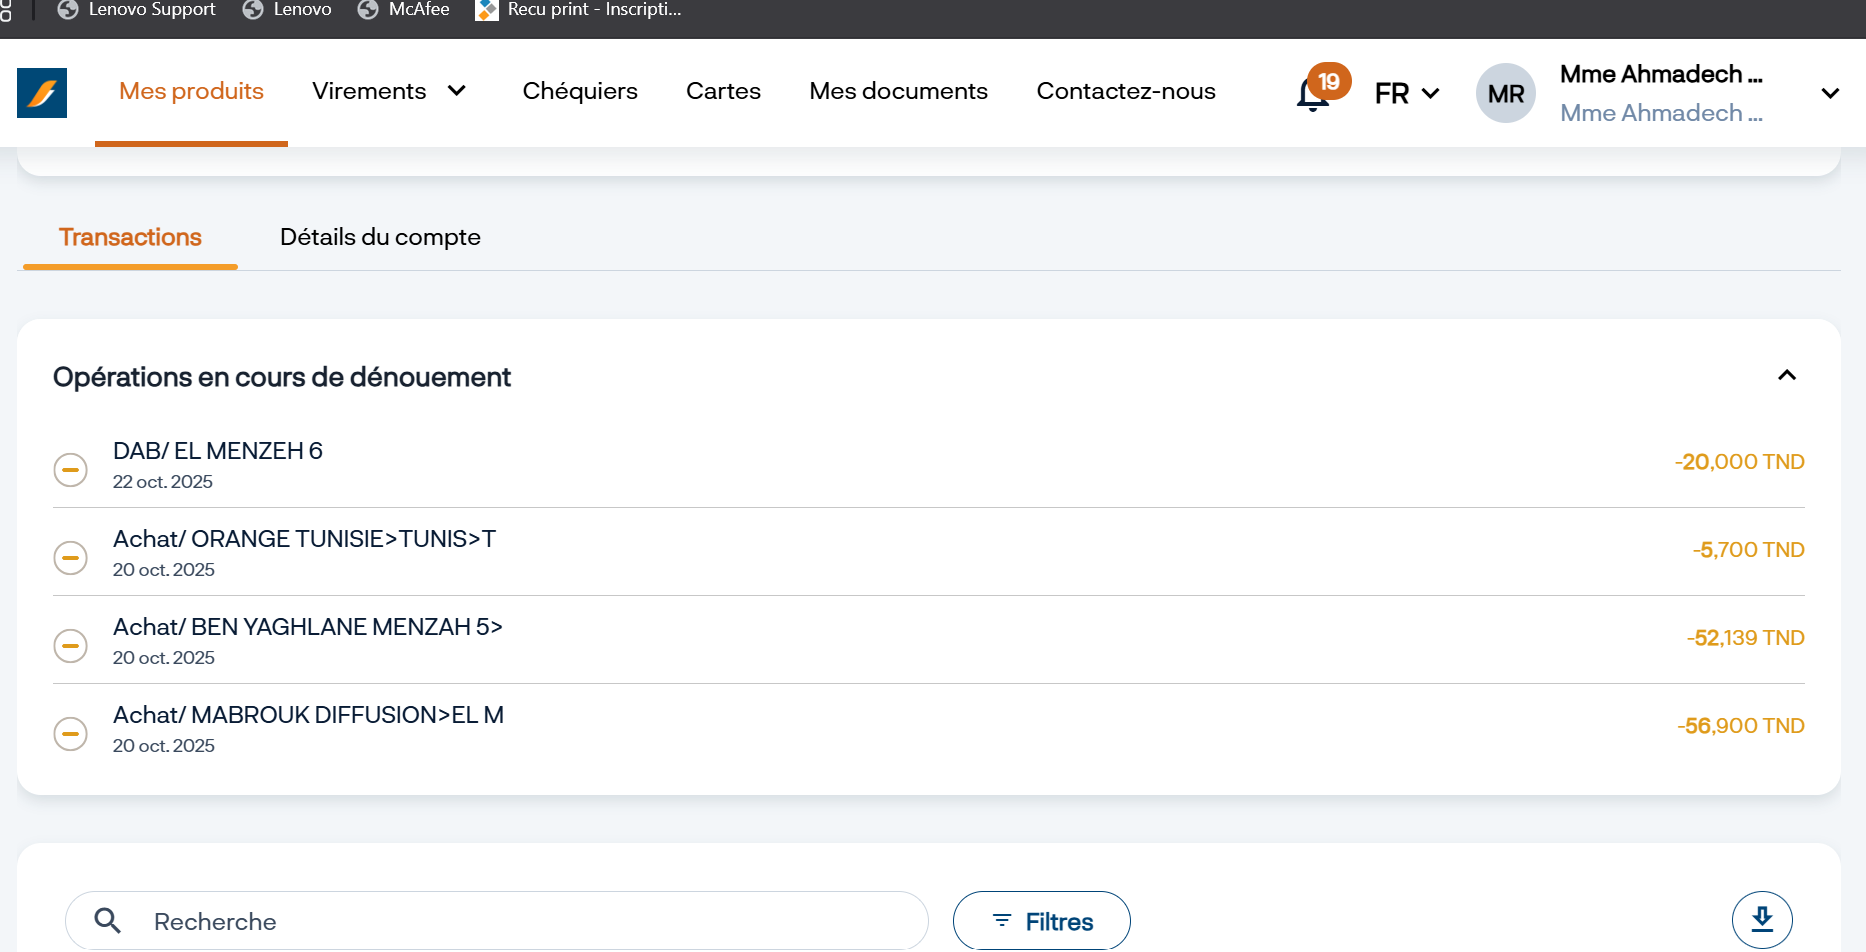 Lenovo Support
Lenovo
McAfee
Recu print - Inscripti...
Mes produits
Virements
Chéquiers
Cartes
Mes documents
Contactez-nous
19
FR
MR
Mme Ahmadech ...
Mme Ahmadech ...
Transactions
Détails du compte
Opérations en cours de dénouement
DAB/ EL MENZEH 6
-20,000 TND
22 oct. 2025
Achat/ ORANGE TUNISIE>TUNIS>T
-5,700 TND
20 oct. 2025
Achat/ BEN YAGHLANE MENZAH 5>
-52,139 TND
20 oct. 2025
Achat/ MABROUK DIFFUSION>EL M
-56,900 TND
20 oct. 2025
Recherche
Filtres